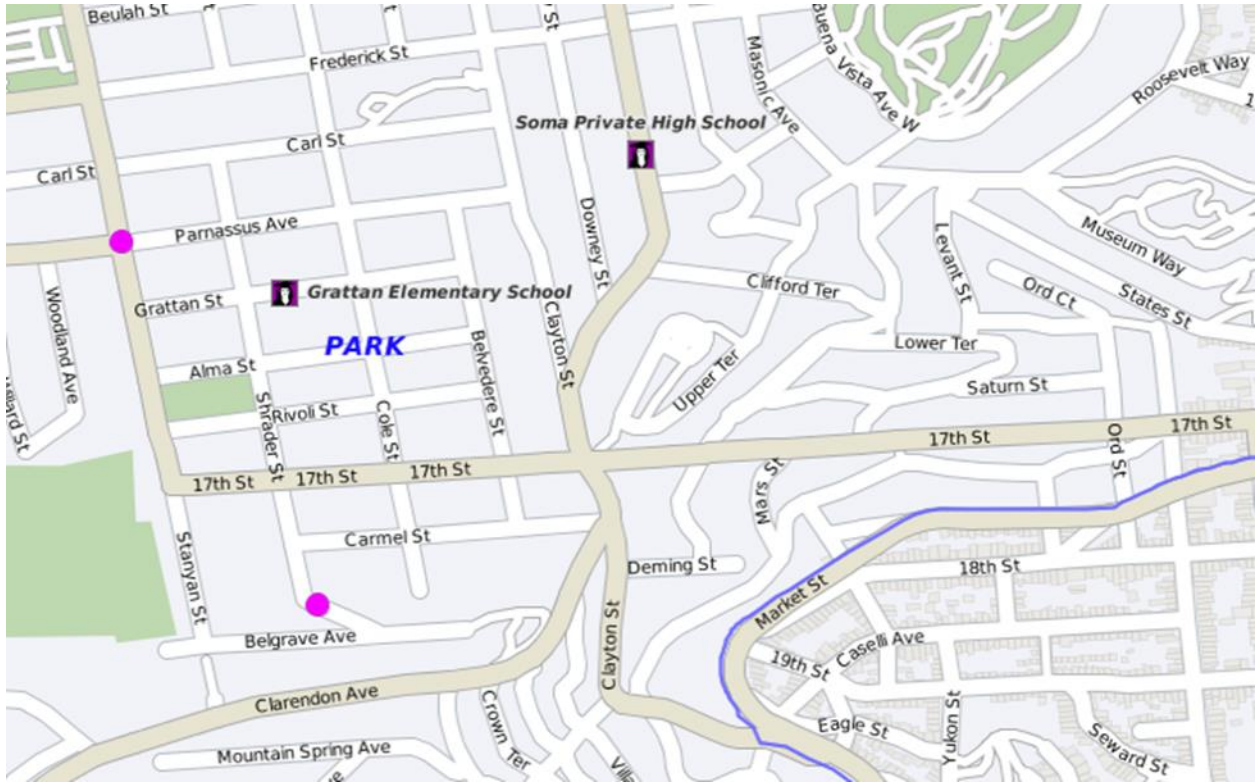 Beulah St
St
Frederick St
Masonic Ave
Buena Vista Ave W
Roosevelt Way
Soma Private High School
Carl St
Carl St
Parnassus Ave
Downey St
Museum Way
Levant St
Clifford Ter
Ord Ct
States St
Woodland Ave
Grattan St
Grattan Elementary School
Clayton St
PARK
Belvedere St
Lower Ter
Alma St
Upper Ter
Saturn St
Shrader St
Rivoli St
Cole St
17th St
17th St
Ord St
17th St
17th St
17th St
Mars St
Carmel St
Stanyan St
Deming St
18th St
Market St
Belgrave Ave
Clayton St
Caselli Ave
19th St
Clarendon Ave
Crown Ter
Yukon St
Eagle St
Seward St
Mountain Spring Ave